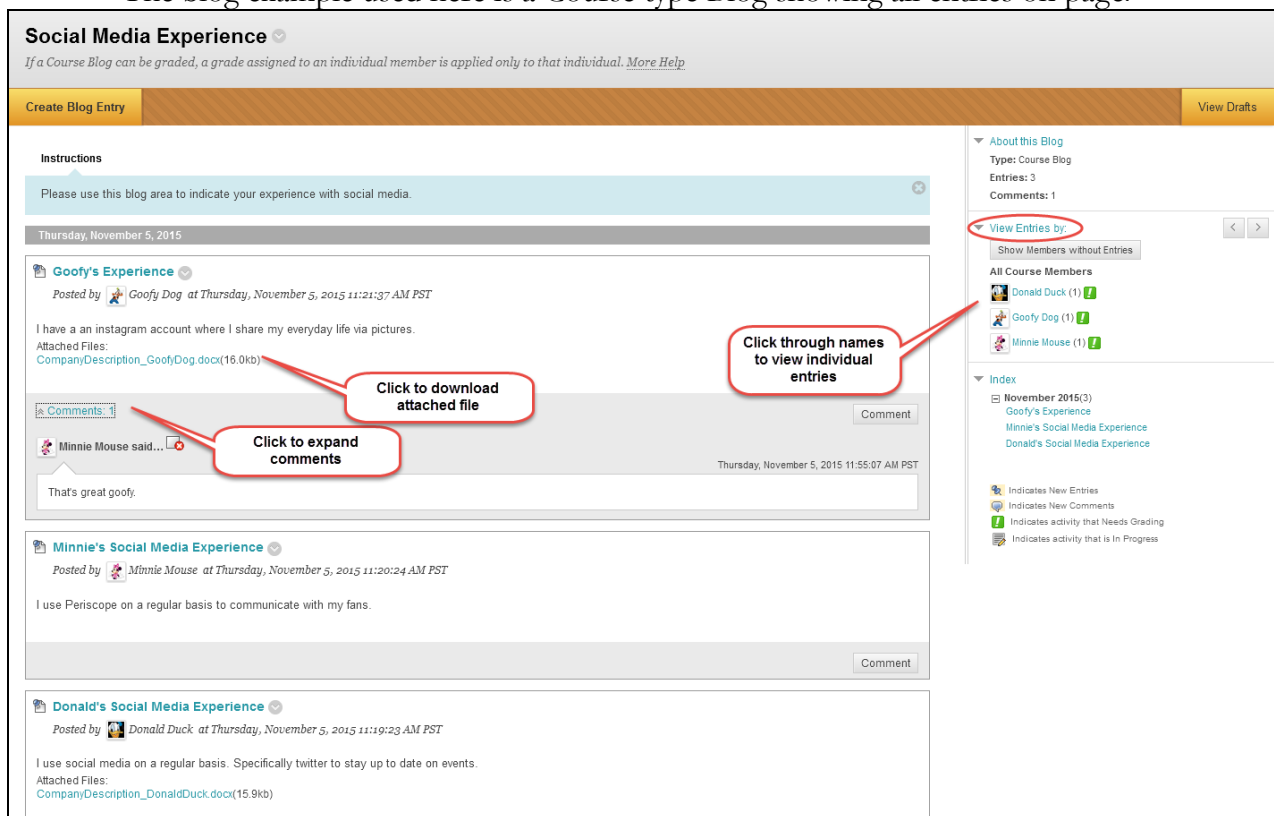 The blog example used here is a Course type Blog showing all entries on page.
Social Media Experience
If a Course Blog can be graded, a grade assigned to an individual member is applied only to that individual. More Help
Create Blog Entry
View Drafts
Instructions
Please use this blog area to indicate your experience with social media.
Thursday, November 5, 2015
Goofy's Experience
Posted by Goofy Dog at Thursday, November 5, 2015 11:21:37 AM PST
I have a an instagram account where I share my everyday life via pictures.
Attached Files:
CompanyDescription_GoofyDog.docx(16.0kb)
Click to download
attached file
Comments: 1
Comment
Click to expand
comments
Minnie Mouse said...
Thursday, November 5, 2015 11:55:07 AM PST
That's great goofy.
Minnie's Social Media Experience
Posted by Minnie Mouse at Thursday, November 5, 2015 11:20:24 AM PST
I use Periscope on a regular basis to communicate with my fans.
Comment
Donald's Social Media Experience
Posted by Donald Duck at Thursday, November 5, 2015 11:19:23 AM PST
I use social media on a regular basis. Specifically twitter to stay up to date on events.
Attached Files:
CompanyDescription_DonaldDuck.docx(15.9kb)
About this Blog
Type: Course Blog
Entries: 3
Comments: 1
View Entries by:
< >
Show Members without Entries
All Course Members
Donald Duck (1)
Goofy Dog (1)
Minnie Mouse (1)
Click through names
to view individual
entries
Index
November 2015(3)
Goofy's Experience
Minnie's Social Media Experience
Donald's Social Media Experience
Indicates New Entries
Indicates New Comments
Indicates activity that Needs Grading
Indicates activity that is In Progress